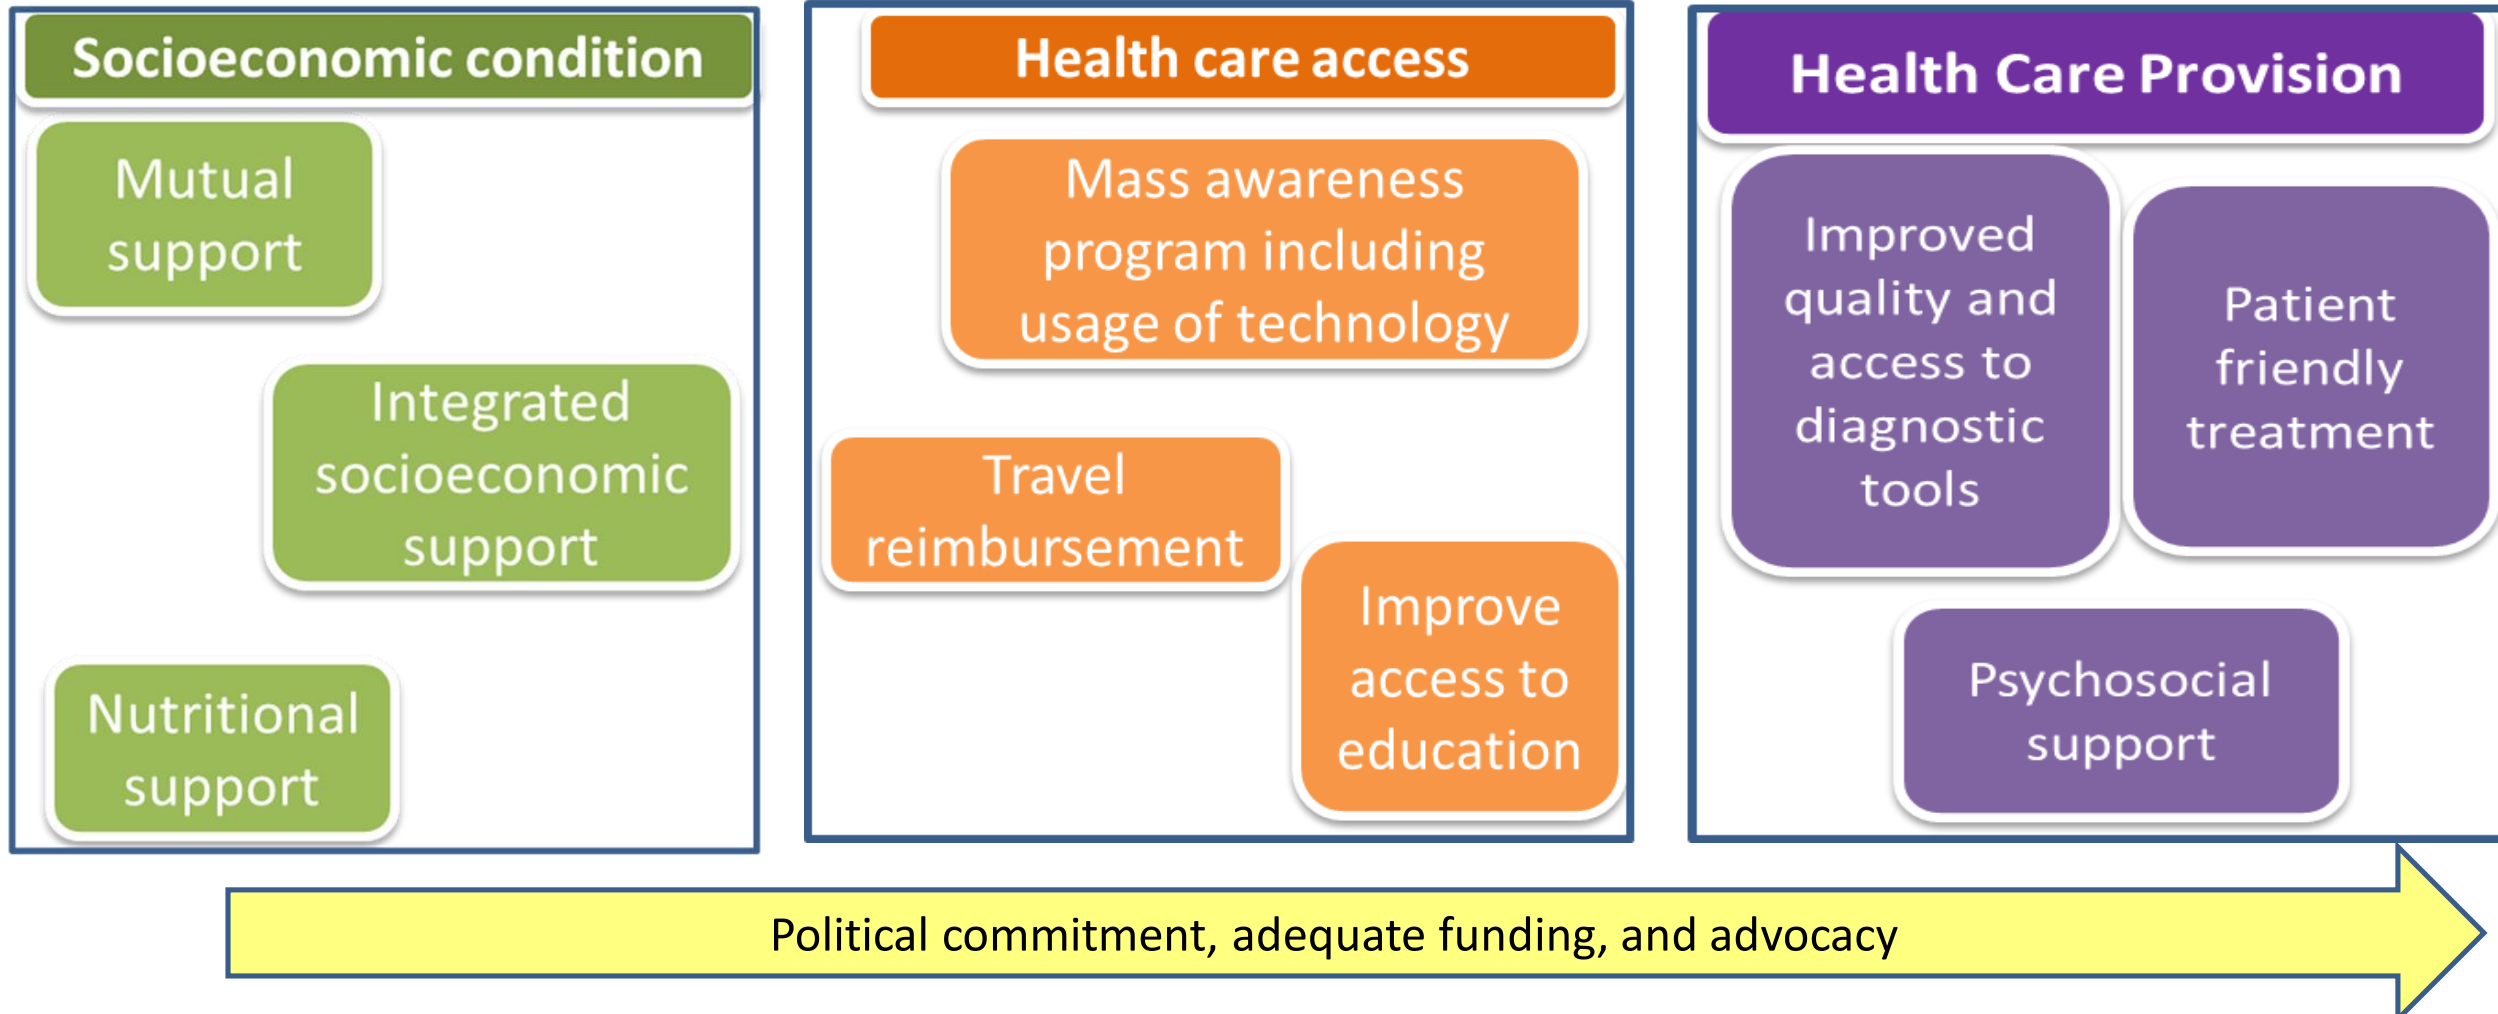 Socioeconomic condition
Mutual
support
Integrated
socioeconomic
support
Nutritional
support
Health care access
Mass awareness
program including
usage of technology
Travel
reimbursement
Improve
access to
education
Health Care Provision
Improved
quality and
access to
diagnostic
tools
Patient
friendly
treatment
Psychosocial
support
Political commitment, adequate funding, and advocacy